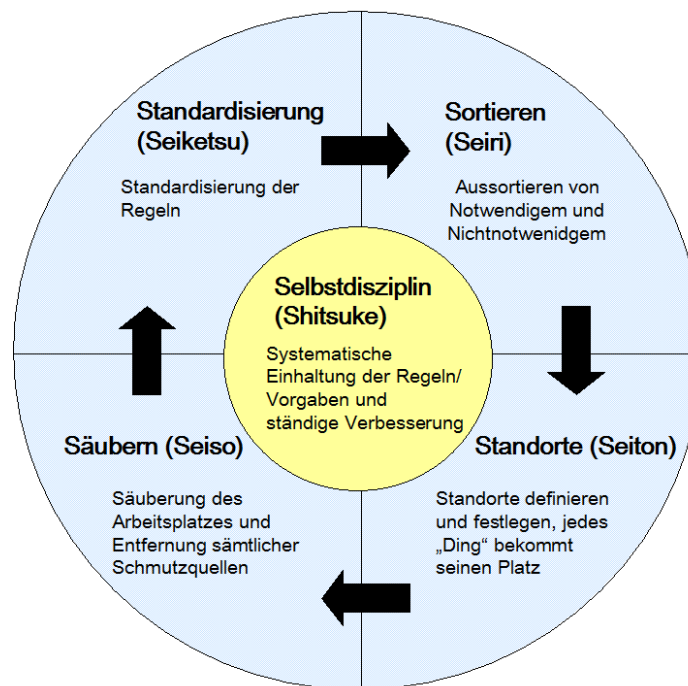 Standardisierung
(Seiketsu)
Standardisierung der
Regeln
Sortieren
(Seiri)
Aussortieren von
Notwendigem und
Nichtnotwenidgem
Selbstdisziplin
(Shitsuke)
Systematische
Einhaltung der Regeln/
Vorgaben und
ständige Verbesserung
Säubern (Seiso)
Säuberung des
Arbeitsplatzes und
Entfernung sämtlicher
Schmutzquellen
Standorte (Seiton)
Standorte definieren
und festlegen, jedes
„Ding“ bekommt
seinen Platz